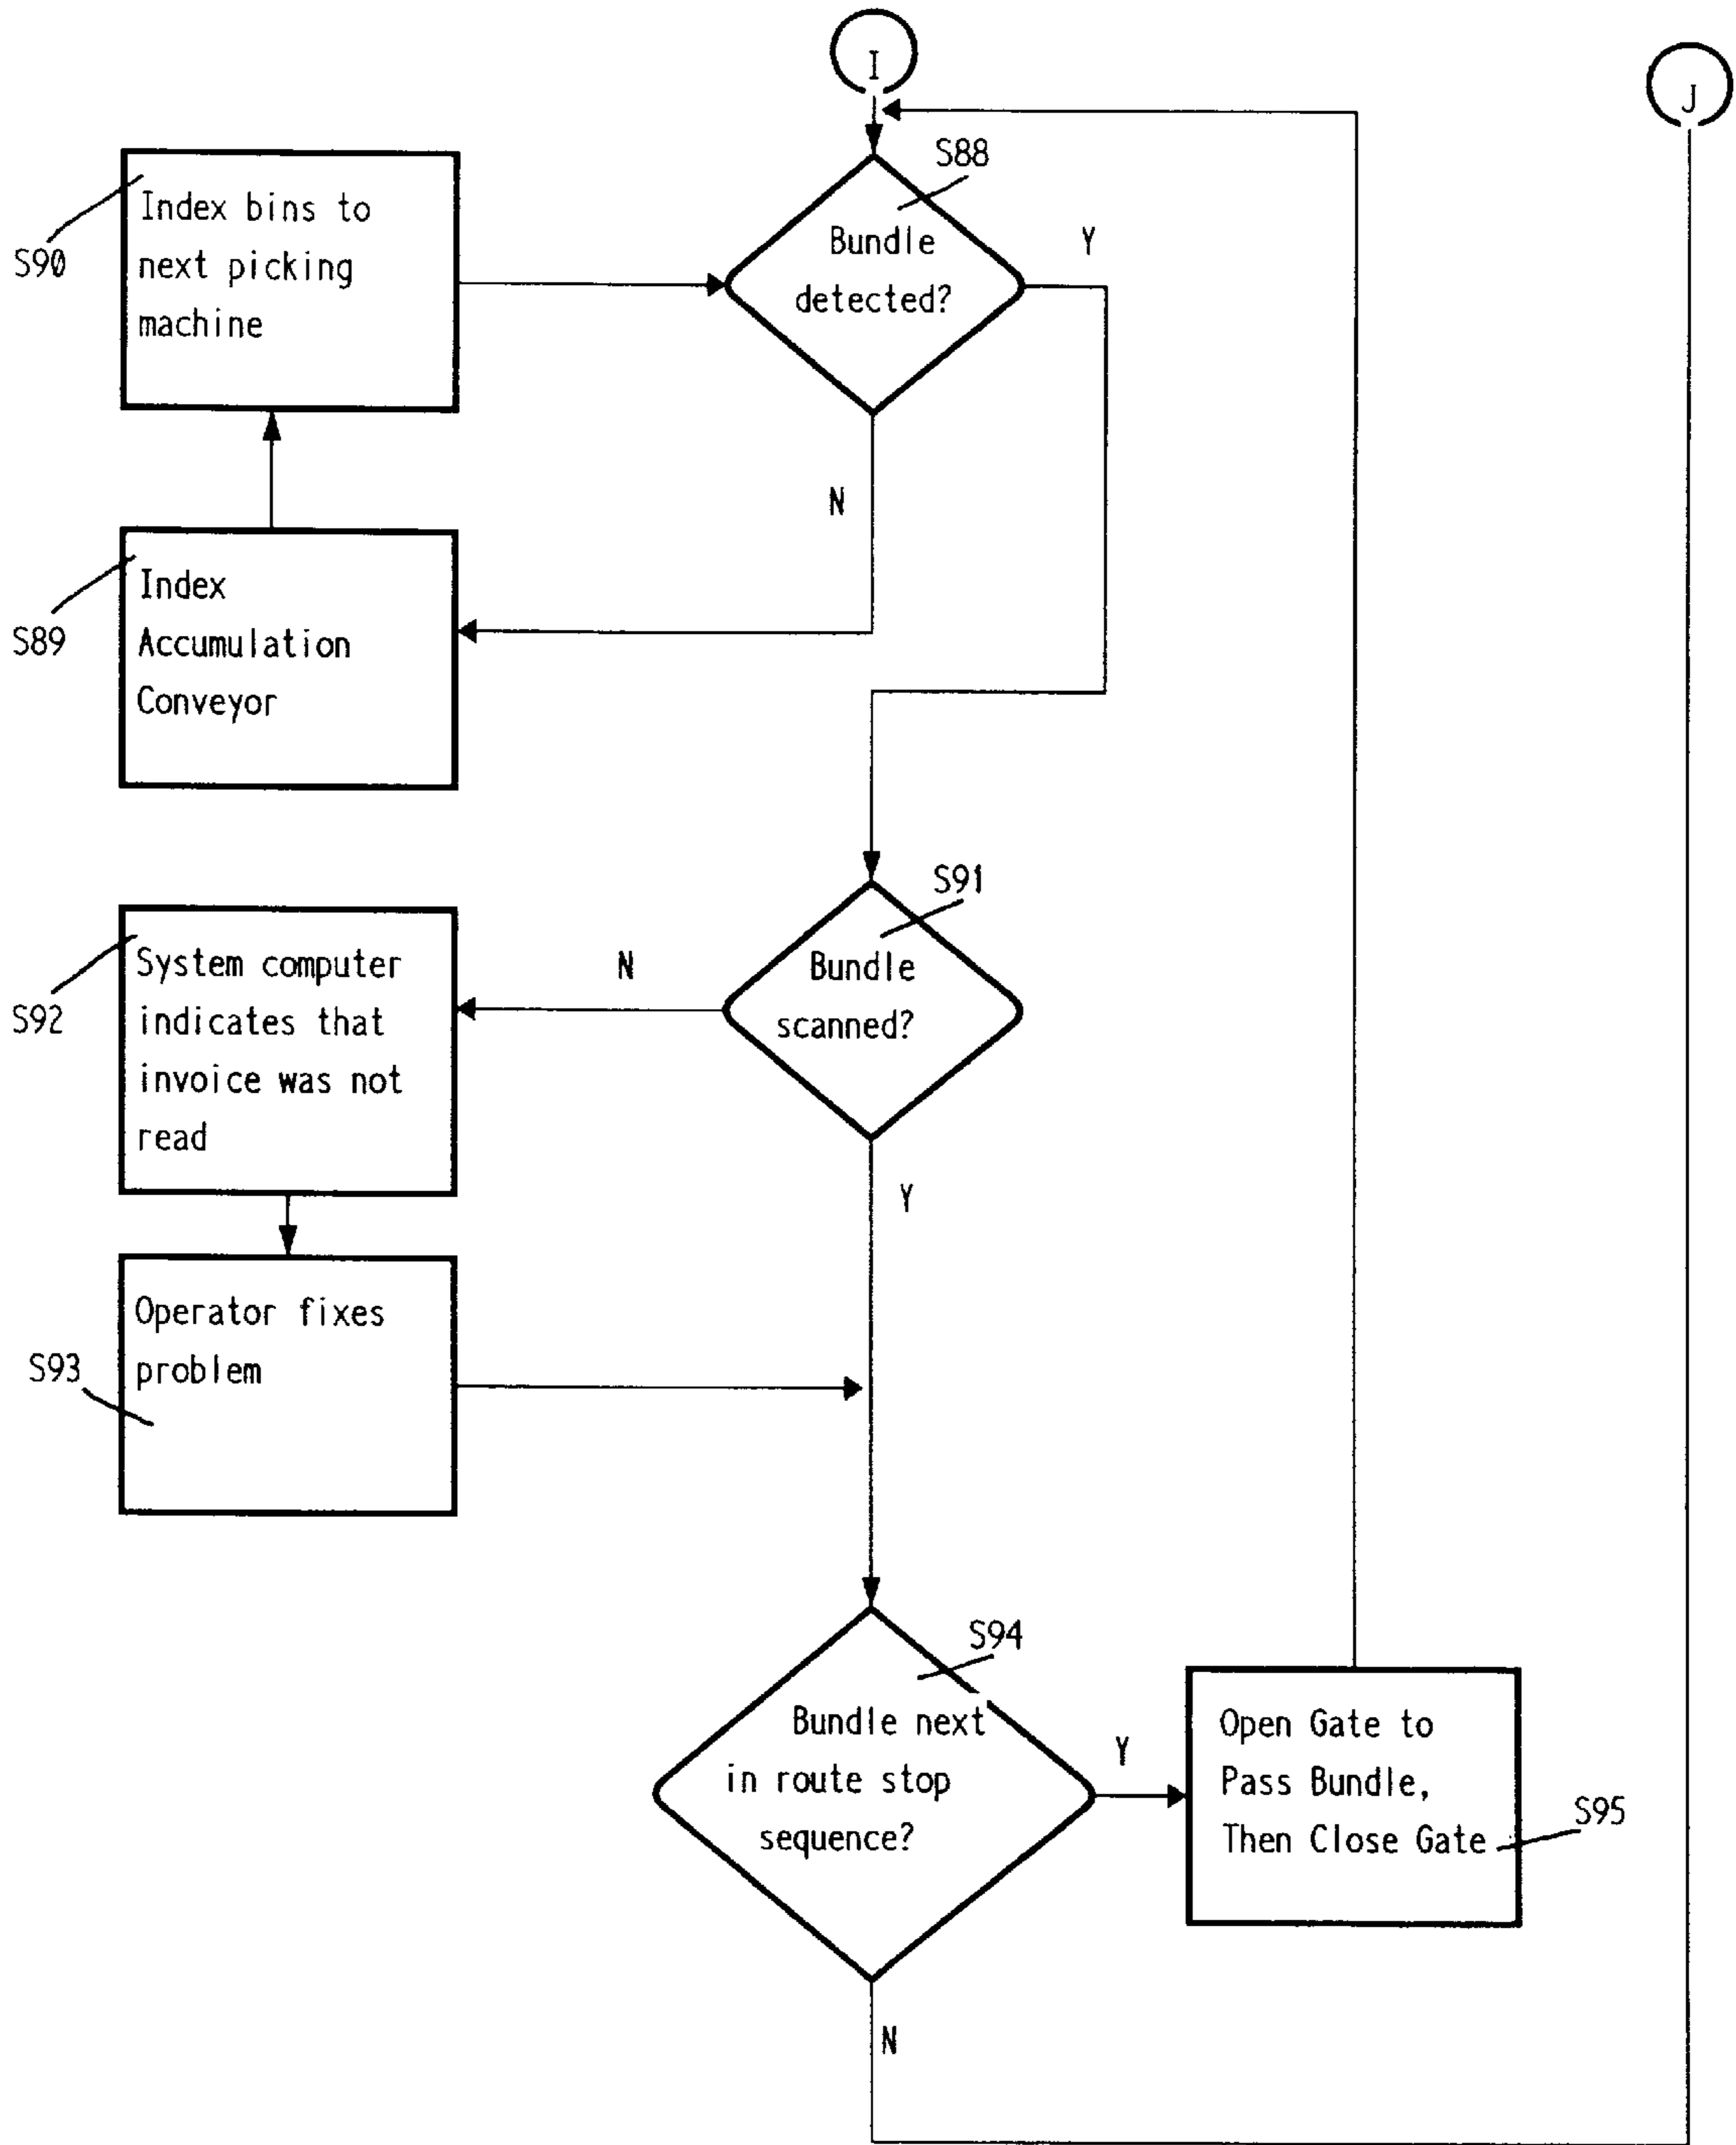 I
J
S88
Index bins to
next picking
machine
S90
Bundle
detected?
Y
N
Index
Accumulation
Conveyor
S89
S91
System computer
indicates that
invoice was not
read
S92
N
Bundle
scanned?
Y
Operator fixes
problem
S93
S94
Bundle next
in route stop
sequence?
Y
Open Gate to
Pass Bundle,
Then Close Gate
S95
N